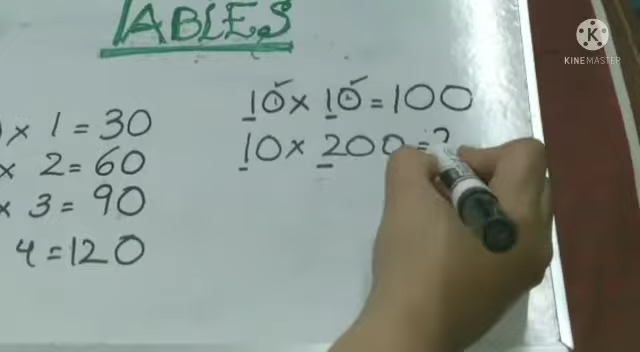 TABLES
K
KINEMASTER
x 1 = 30
x 2 = 60
x 3 = 90
4 = 120
10 x 10 = 100
10 x 200 = ?